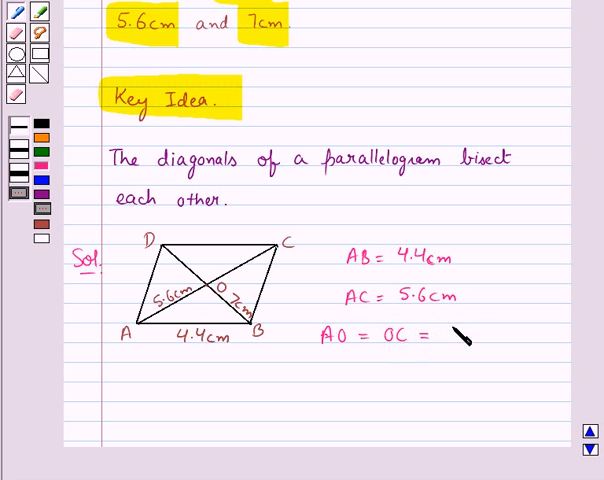 5.6cm and 7cm.
Key Idea.
The diagonals of a parallelogram bisect
each other.
Sol.
D C
AB = 4.4cm
5.6cm O 7cm
AC = 5.6cm
A B
4.4cm
AO = OC =